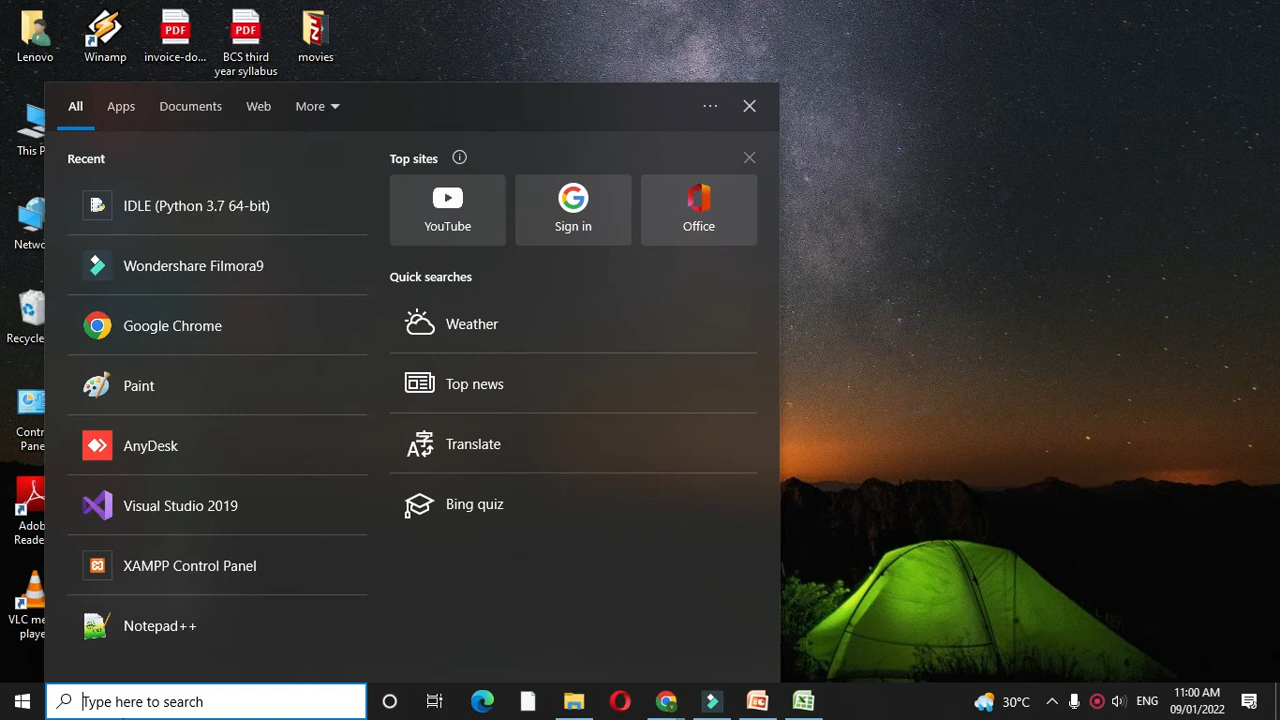 Lenovo
Winamp
invoice-do...
BCS third
year syllabus
movies
PDF
PDF
This P
Netwo
Recycle
Contr
Pane
Adob
Reade
VLC me
playe
All
Apps
Documents
Web
More
Recent
IDLE (Python 3.7 64-bit)
Wondershare Filmora9
Google Chrome
Paint
AnyDesk
Visual Studio 2019
XAMPP Control Panel
Notepad++
Top sites
YouTube
Sign in
Office
Quick searches
Weather
Top news
Translate
Bing quiz
Type here to search
30°C
ENG
11:00 AM
09/01/2022